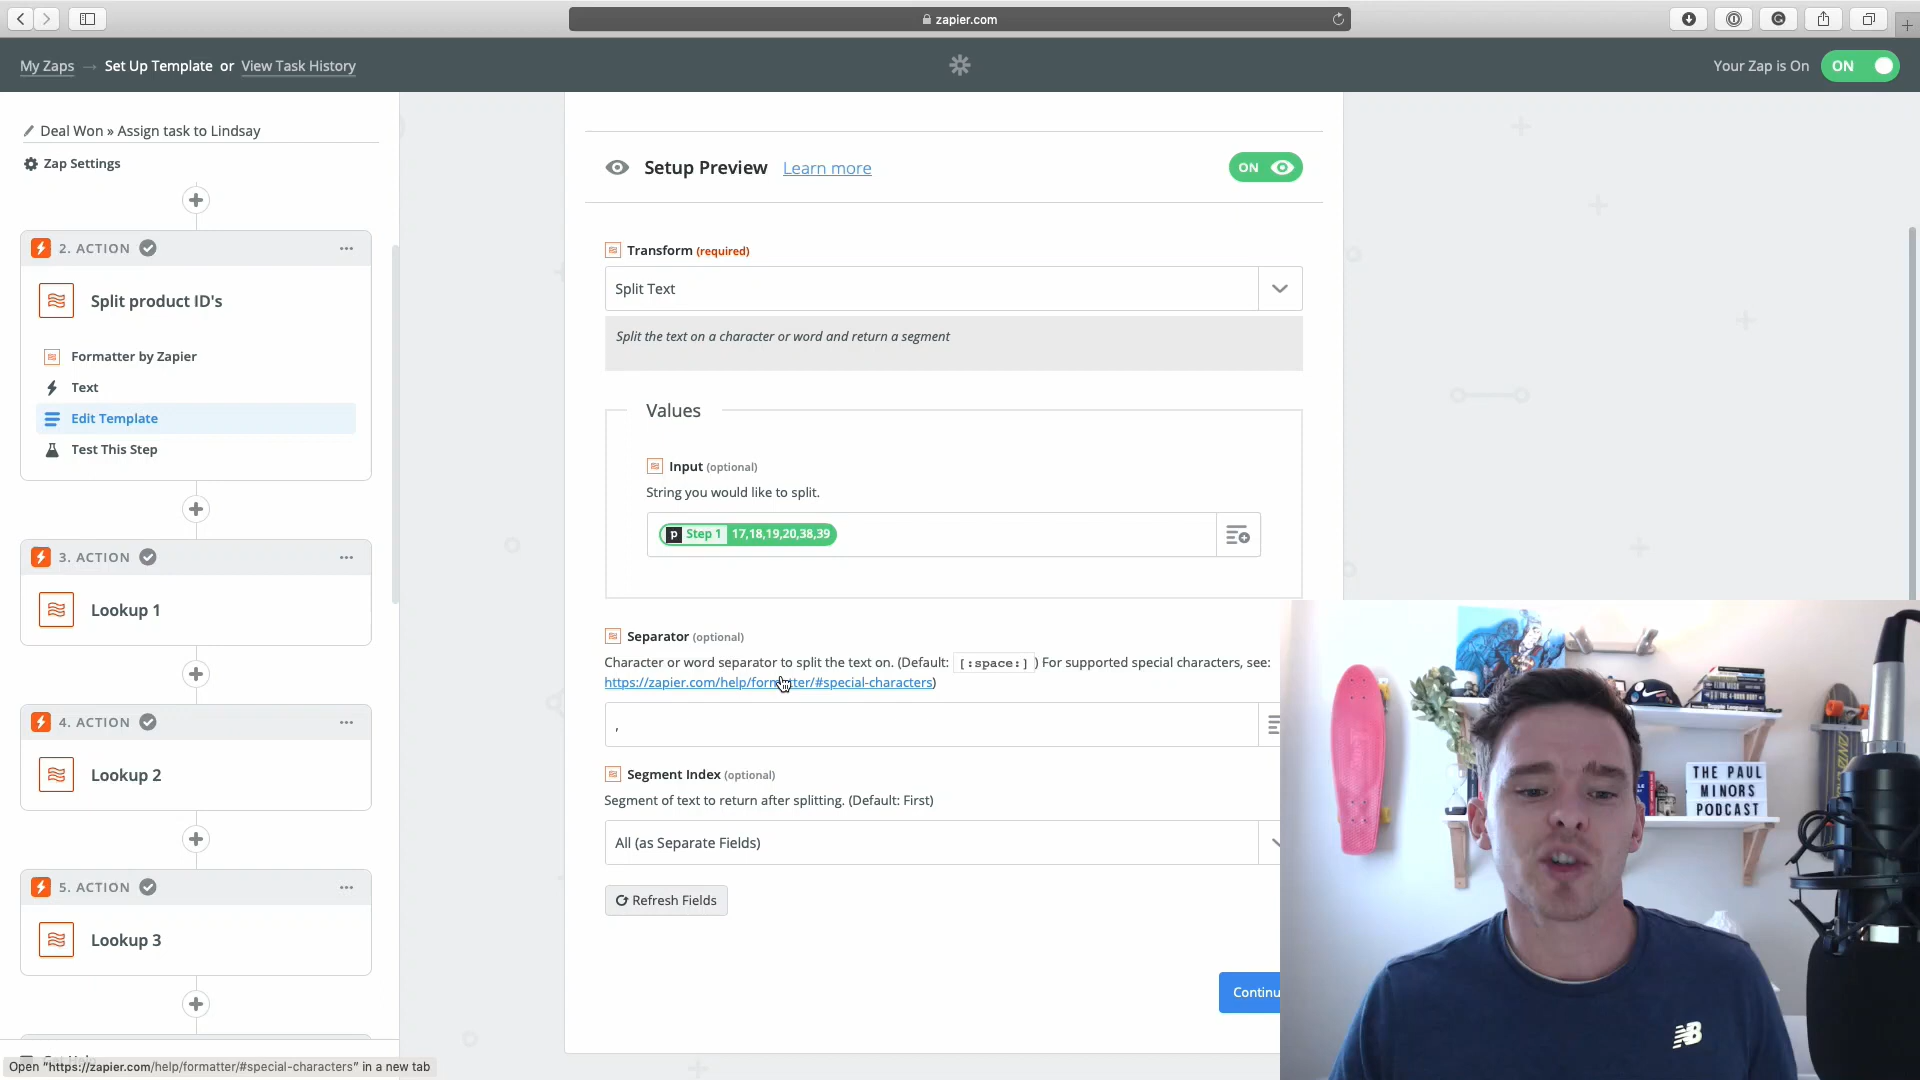 zapier.com
My Zaps → Set Up Template or View Task History
Your Zap is On ON
Deal Won » Assign task to Lindsay
Zap Settings
2. ACTION
Split product ID's
Formatter by Zapier
Text
Edit Template
Test This Step
3. ACTION
Lookup 1
4. ACTION
Lookup 2
5. ACTION
Lookup 3
Setup Preview Learn more
ON
Transform (required)
Split Text
Split the text on a character or word and return a segment
Values
Input (optional)
String you would like to split.
p Step 1 17,18,19,20,38,39
Separator (optional)
Character or word separator to split the text on. (Default: [:space:]) For supported special characters, see:
https://zapier.com/help/formatter/#special-characters)
,
Segment Index (optional)
Segment of text to return after splitting. (Default: First)
All (as Separate Fields)
Refresh Fields
Continu
THE PAUL
MINORS
PODCAST
NB
Open "https://zapier.com/help/formatter/#special-characters" in a new tab